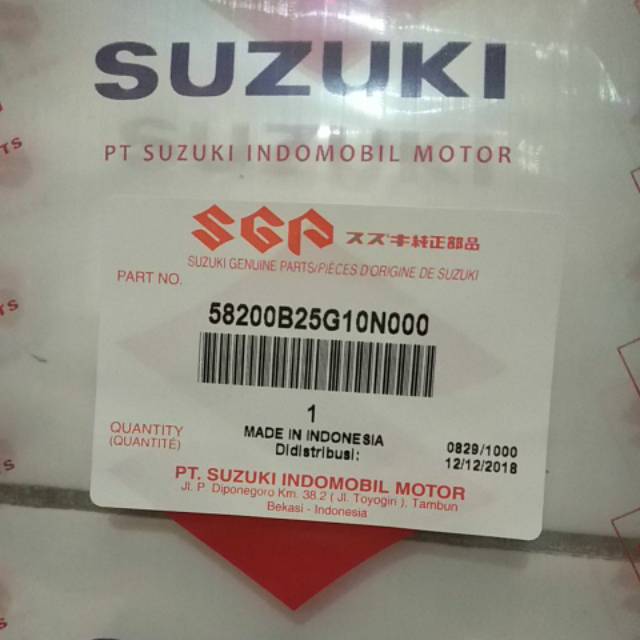 SUZUKI
PT SUZUKI INDOMOBIL MOTOR
SGP スズキ純正部品
SUZUKI GENUINE PARTS/PIÈCES D'ORIGINE DE SUZUKI
PART NO.
58200B25G10N000
1
QUANTITY
(QUANTITÉ)
MADE IN INDONESIA
Didistribusi:
0829/1000
12/12/2018
PT. SUZUKI INDOMOBIL MOTOR
Jl. P. Diponegoro Km. 38.2 ( Jl. Toyogiri ). Tambun
Bekasi - Indonesia